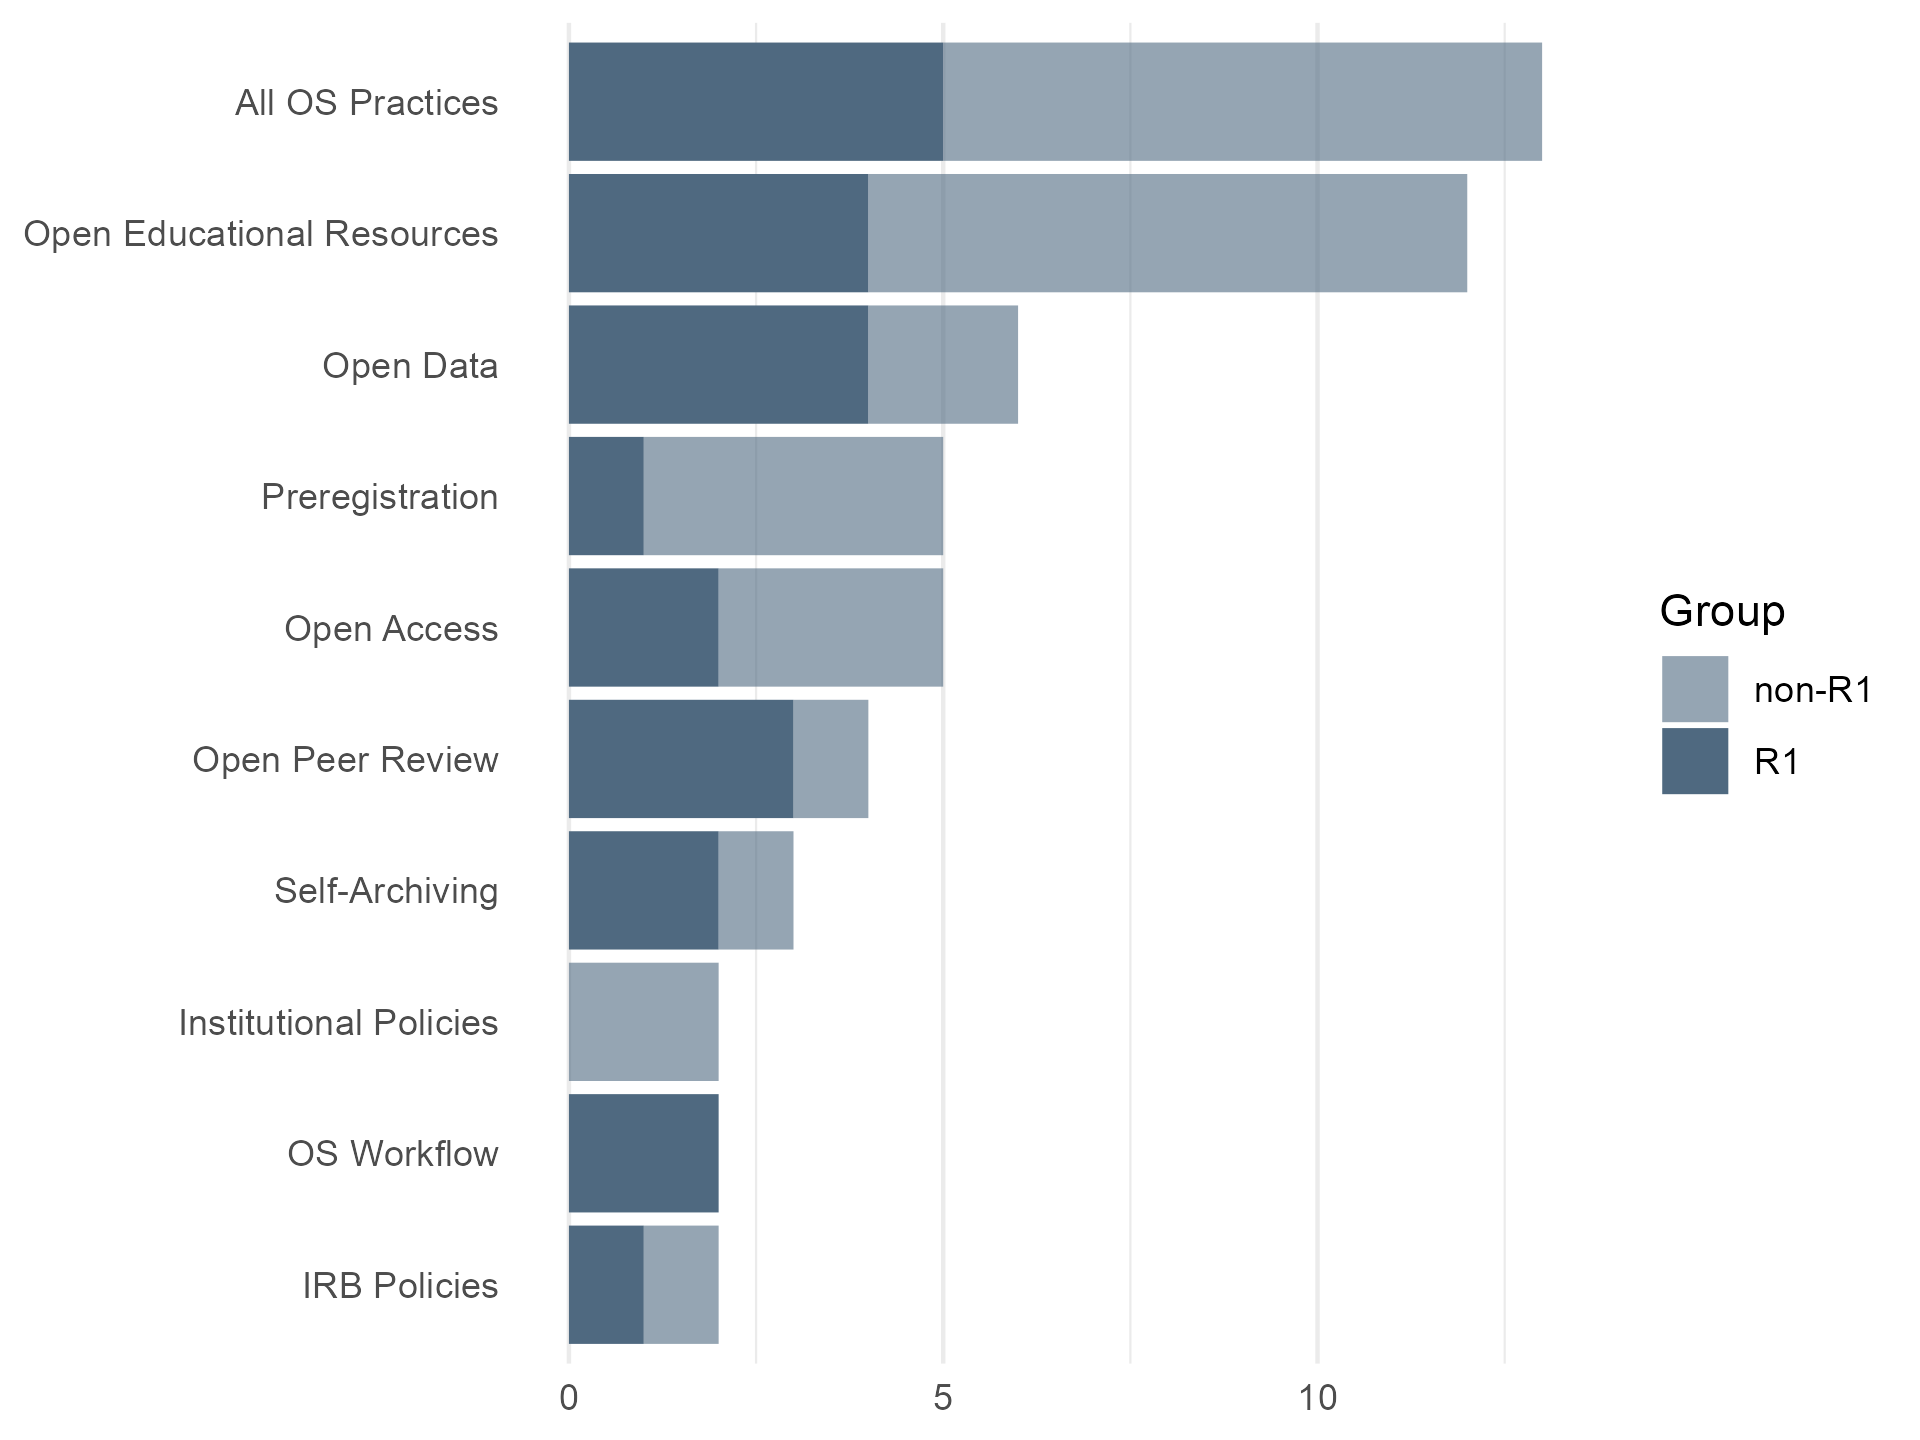 All OS Practices
Open Educational Resources
Open Data
Preregistration
Open Access
Open Peer Review
Self-Archiving
Institutional Policies
OS Workflow
IRB Policies
0 5 10
Group
non-R1
R1